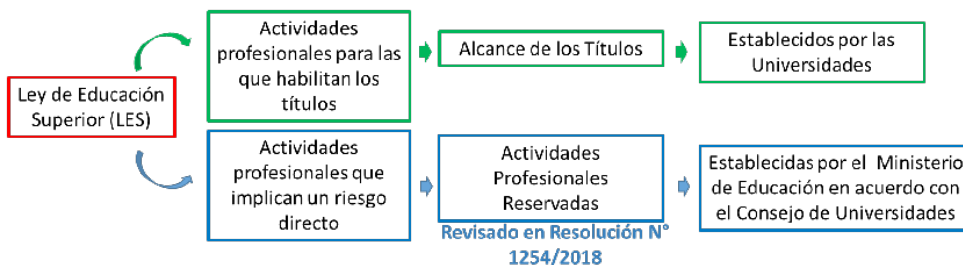 Ley de Educación
Superior (LES)
Actividades
profesionales para las
que habilitan los
títulos
Alcance de los Títulos
Establecidos por las
Universidades
Actividades
profesionales que
implican un riesgo
directo
Actividades
Profesionales
Reservadas
Revisado en Resolución N°
1254/2018
Establecidas por el Ministerio
de Educación en acuerdo con
el Consejo de Universidades